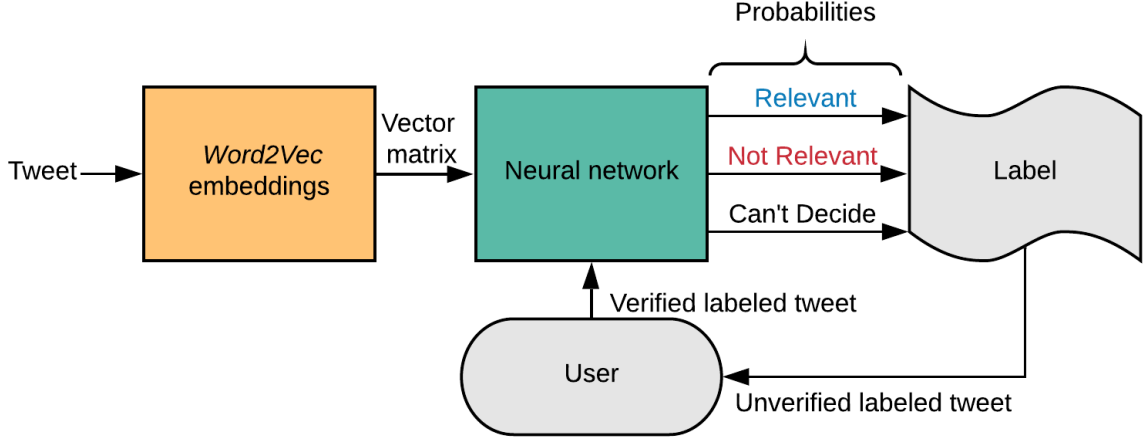 Probabilities
Relevant
Vector
matrix
Word2Vec
embeddings
Tweet
Neural network
Not Relevant
Label
Can't Decide
Verified labeled tweet
User
Unverified labeled tweet